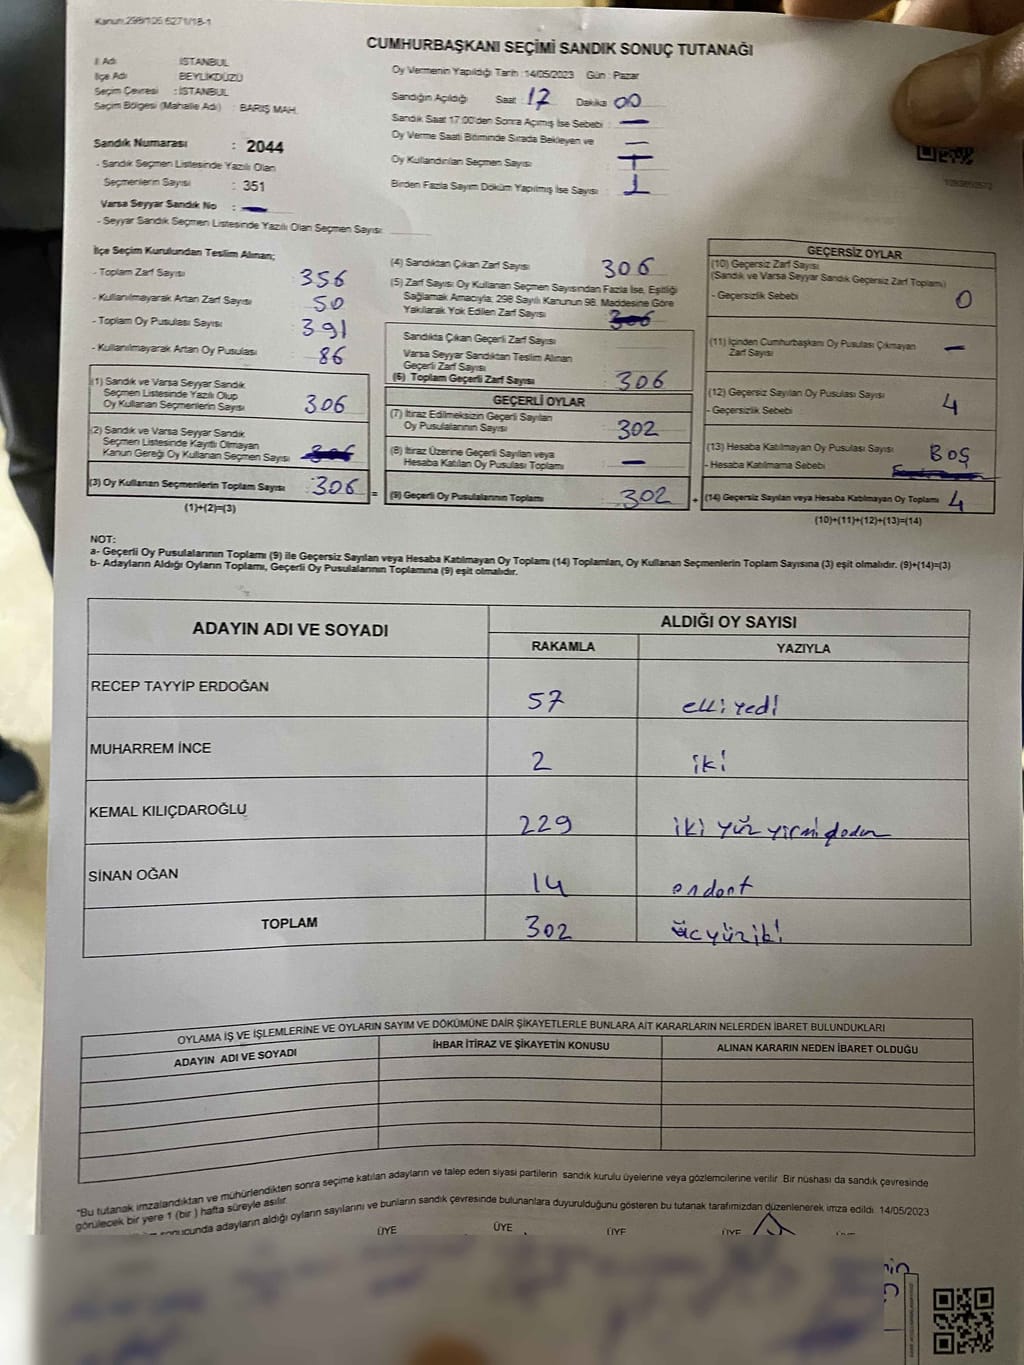 Kanun:298/105.6271/18-1
CUMHURBAŞKANI SEÇİMİ SANDIK SONUÇ TUTANAĞI
İl Adı İSTANBUL
İlçe Adı BEYLİKDÜZÜ
Seçim Çevresi : İSTANBUL
Seçim Bölgesi (Mahalle Adı) : BARIŞ MAH.
Sandık Numarası : 2044
- Sandık Seçmen Listesinde Yazılı Olan
Seçmenlerin Sayısı : 351
Varsa Seyyar Sandık No : —
- Seyyar Sandık Seçmen Listesinde Yazılı Olan Seçmen Sayısı:
Oy Vermenin Yapıldığı Tarih : 14/05/2023 Gün : Pazar
Sandığın Açıldığı Saat : 17 Dakika 00
Sandık Saat 17:00'den Sonra Açımış İse Sebebi : —
Oy Verme Saati Bitiminde Sırada Bekleyen ve —
Oy Kullandırılan Seçmen Sayısı :
Birden Fazla Sayım Döküm Yapılmış İse Sayısı : 1
İlçe Seçim Kurulundan Teslim Alınan;
- Toplam Zarf Sayısı : 356
- Kullanılmayarak Artan Zarf Sayısı : 50
- Toplam Oy Pusulası Sayısı : 391
- Kullanılmayarak Artan Oy Pusulası : 86
(1) Sandık ve Varsa Seyyar Sandık
Seçmen Listesinde Yazılı Olup
Oy Kullanan Seçmenlerin Sayısı : 306
(2) Sandık ve Varsa Seyyar Sandık
Seçmen Listesinde Kayıtlı Olmayan
Kanun Gereği Oy Kullanan Seçmen Sayısı :
(3) Oy Kullanan Seçmenlerin Toplam Sayısı : 306 =
(1)+(2)=(3)
(4) Sandıktan Çıkan Zarf Sayısı : 306
(5) Zarf Sayısı Oy Kullanan Seçmen Sayısından Fazla İse, Eşitliği
Sağlamak Amacıyla; 298 Sayılı Kanunun 98. Maddesine Göre
Yakılarak Yok Edilen Zarf Sayısı : 306
Sandıkta Çıkan Geçerli Zarf Sayısı :
Varsa Seyyar Sandıktan Teslim Alınan
Geçerli Zarf Sayısı :
(6) Toplam Geçerli Zarf Sayısı : 306
GEÇERLİ OYLAR
(7) İtiraz Edilmeksizin Geçerli Sayılan
Oy Pusulalarının Sayısı : 302
(8) İtiraz Üzerine Geçerli Sayılan veya
Hesaba Katılan Oy Pusulası Toplamı : —
(9) Geçerli Oy Pusulalarının Toplamı : 302 +
GEÇERSİZ OYLAR
(10) Geçersiz Zarf Sayısı
(Sandık ve Varsa Seyyar Sandık Geçersiz Zarf Toplamı)
- Geçersizlik Sebebi 0
(11) İçinden Cumhurbaşkanı Oy Pusulası Çıkmayan
Zarf Sayısı —
(12) Geçersiz Sayılan Oy Pusulası Sayısı
- Geçersizlik Sebebi 4
(13) Hesaba Katılmayan Oy Pusulası Sayısı BOŞ
- Hesaba Katılmama Sebebi
(14) Geçersiz Sayılan veya Hesaba Katılmayan Oy Toplamı 4
(10)+(11)+(12)+(13)=(14)
NOT:
a- Geçerli Oy Pusulalarının Toplamı (9) ile Geçersiz Sayılan veya Hesaba Katılmayan Oy Toplamı (14) Toplamları, Oy Kullanan Seçmenlerin Toplam Sayısına (3) eşit olmalıdır. (9)+(14)=(3)
b- Adayların Aldığı Oyların Toplamı, Geçerli Oy Pusulalarının Toplamına (9) eşit olmalıdır.
ADAYIN ADI VE SOYADI
ALDIĞI OY SAYISI
RAKAMLA YAZIYLA
RECEP TAYYİP ERDOĞAN 57 elli yedi
MUHARREM İNCE 2 iki
KEMAL KILIÇDAROĞLU 229 iki yüz yirmi dokuz
SİNAN OĞAN 14 ondört
TOPLAM 302 üçyüziki
OYLAMA İŞ VE İŞLEMLERİNE VE OYLARIN SAYIM VE DÖKÜMÜNE DAİR ŞİKAYETLERLE BUNLARA AİT KARARLARIN NELERDEN İBARET BULUNDUKLARI
ADAYIN ADI VE SOYADI İHBAR İTİRAZ VE ŞİKAYETİN KONUSU ALINAN KARARIN NEDEN İBARET OLDUĞU
"Bu tutanak imzalandıktan ve mühürlendikten sonra seçime katılan adayların ve talep eden siyasi partilerin sandık kurulu üyelerine veya gözlemcilerine verilir. Bir nüshası da sandık çevresinde
görülecek bir yere 1 (bir ) hafta süreyle asılır.
sonucunda adayların aldığı oyların sayılarını ve bunların sandık çevresinde bulunanlara duyurulduğunu gösteren bu tutanak tarafımızdan düzenlenerek imza edildi. 14/05/2023
ÜYE ÜYE ÜYE ÜYE ÜYE